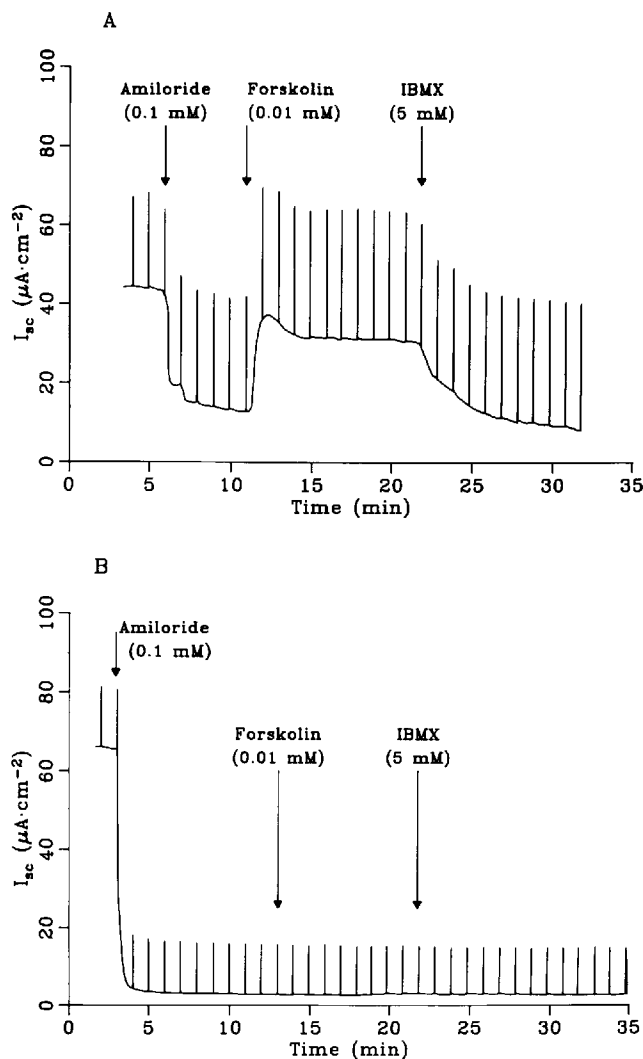 A
Amiloride
(0.1 mM)
Forskolin
(0.01 mM)
IBMX
(5 mM)
100
80
60
40
20
0
I_sc (μA·cm⁻²)
0 5 10 15 20 25 30 35
Time (min)
B
Amiloride
(0.1 mM)
Forskolin
(0.01 mM)
IBMX
(5 mM)
100
80
60
40
20
0
I_sc (μA·cm⁻²)
0 5 10 15 20 25 30 35
Time (min)